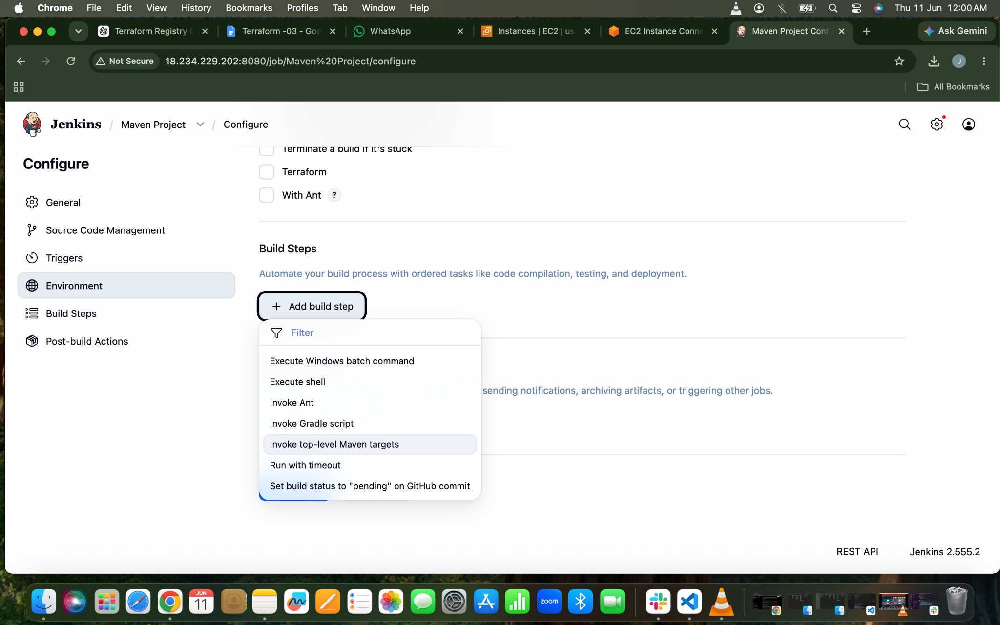 Chrome File Edit View History Bookmarks Profiles Tab Window Help Thu 11 Jun 12:00 AM
Terraform Registry Terraform -03 - Goo WhatsApp Instances | EC2 | us- EC2 Instance Conne Maven Project Conf Ask Gemini
Not Secure 18.234.229.202:8080/job/Maven%20Project/configure J
All Bookmarks
Jenkins / Maven Project / Configure
Terminate a build if it's stuck
Configure
Terraform
With Ant ?
General
Source Code Management
Build Steps
Triggers
Automate your build process with ordered tasks like code compilation, testing, and deployment.
Environment
Add build step
Build Steps
Filter
Post-build Actions
Execute Windows batch command
Execute shell
sending notifications, archiving artifacts, or triggering other jobs.
Invoke Ant
Invoke Gradle script
Invoke top-level Maven targets
Run with timeout
Set build status to "pending" on GitHub commit
REST API Jenkins 2.555.2
JUN
11
zoom